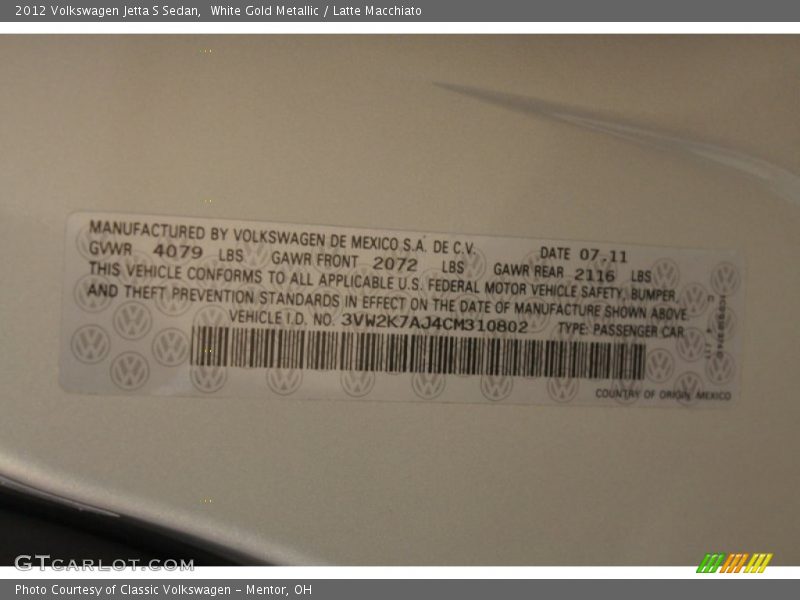 2012 Volkswagen Jetta S Sedan, White Gold Metallic / Latte Macchiato
MANUFACTURED BY VOLKSWAGEN DE MEXICO S.A. DE C.V. DATE 07.11
GVWR 4079 LBS GAWR FRONT 2072 LBS GAWR REAR 2116 LBS
THIS VEHICLE CONFORMS TO ALL APPLICABLE U.S. FEDERAL MOTOR VEHICLE SAFETY, BUMPER,
AND THEFT PREVENTION STANDARDS IN EFFECT ON THE DATE OF MANUFACTURE SHOWN ABOVE.
VEHICLE I.D. NO. 3VW2K7AJ4CM310802 TYPE: PASSENGER CAR
COUNTRY OF ORIGIN MEXICO
GTCARLOT.COM
Photo Courtesy of Classic Volkswagen - Mentor, OH